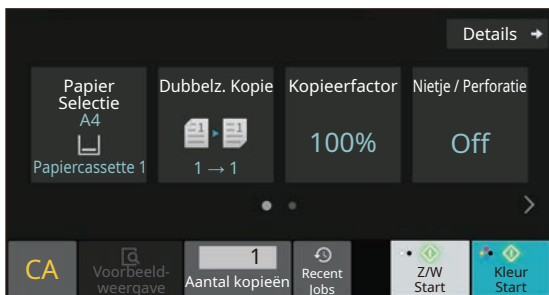 Details
Papier
Selectie
A4
Papiercassette 1
Dubbelz. Kopie
1 → 1
Kopieerfactor
100%
Nietje / Perforatie
Off
CA
Voorbeeld-
weergave
1
Aantal kopieën
Recent
Jobs
Z/W
Start
Kleur
Start